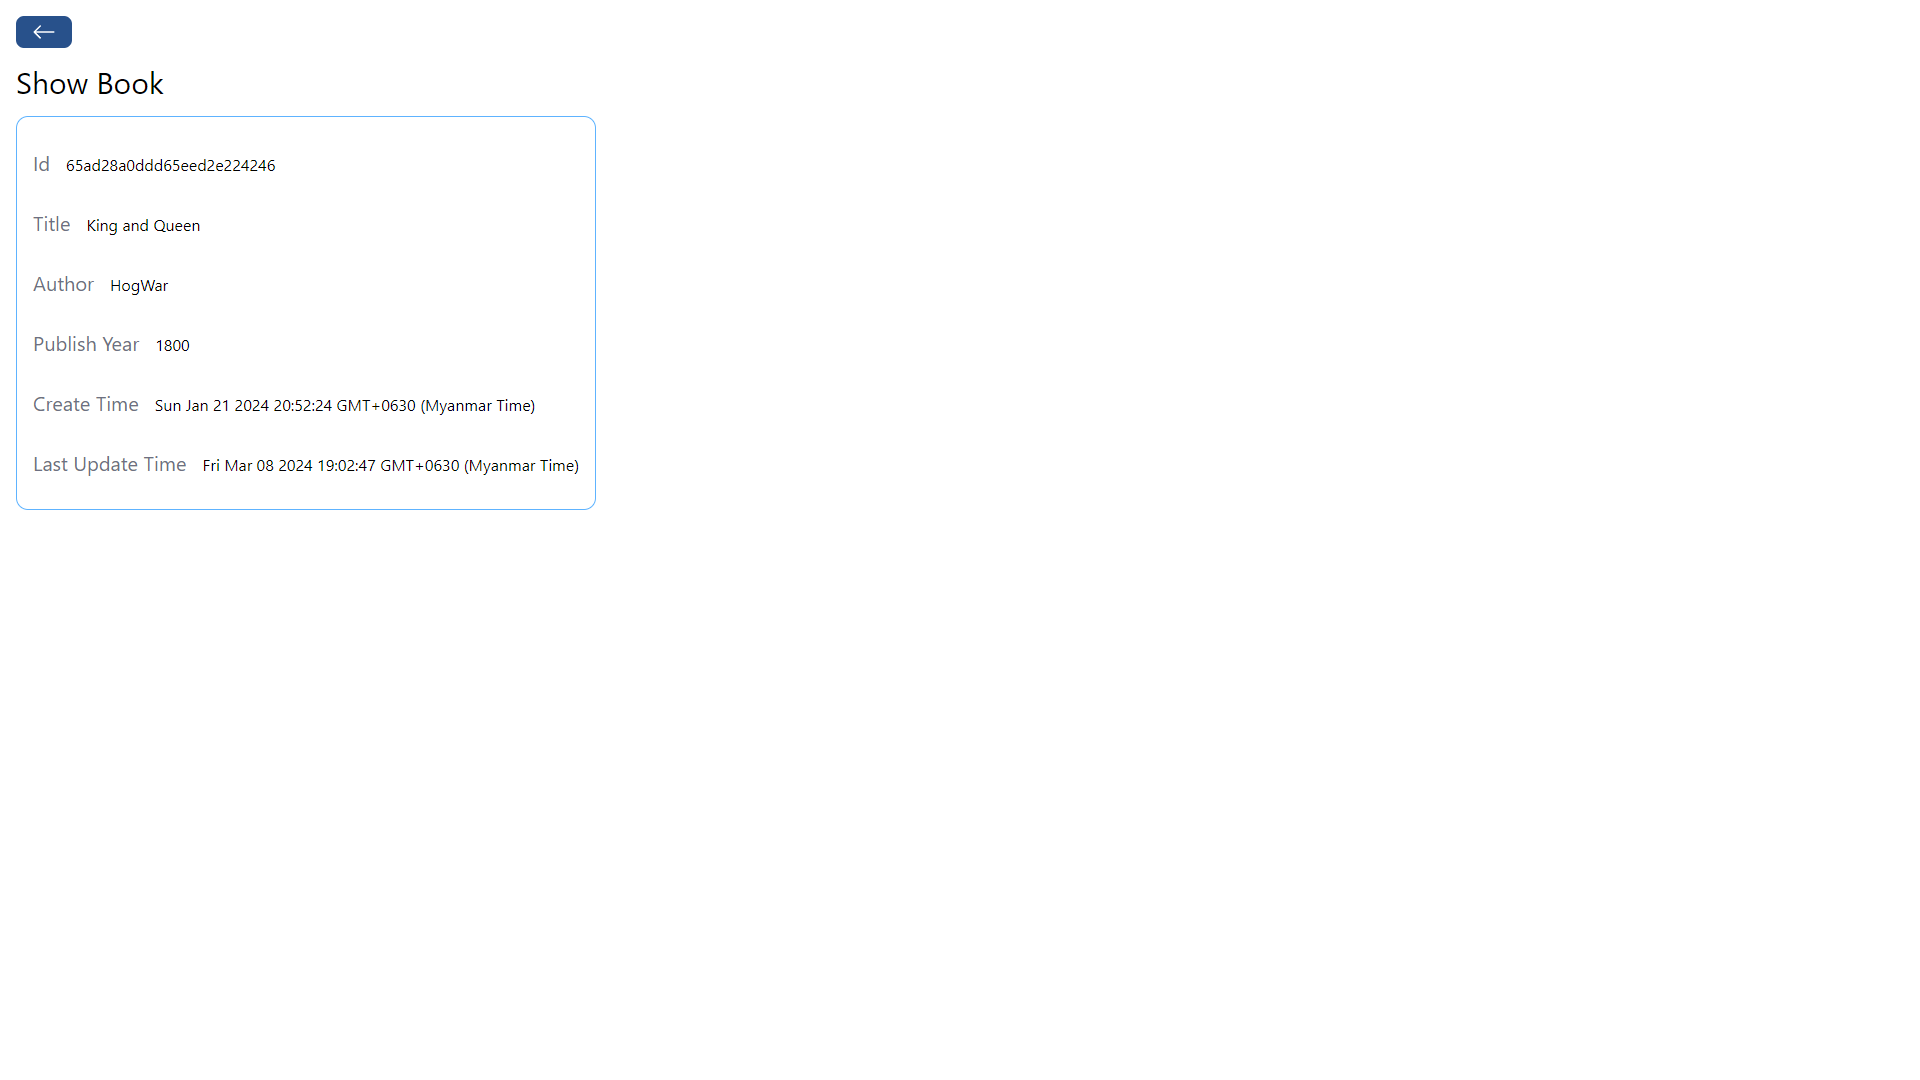 Show Book
Id 65ad28a0ddd65eed2e224246
Title King and Queen
Author HogWar
Publish Year 1800
Create Time Sun Jan 21 2024 20:52:24 GMT+0630 (Myanmar Time)
Last Update Time Fri Mar 08 2024 19:02:47 GMT+0630 (Myanmar Time)